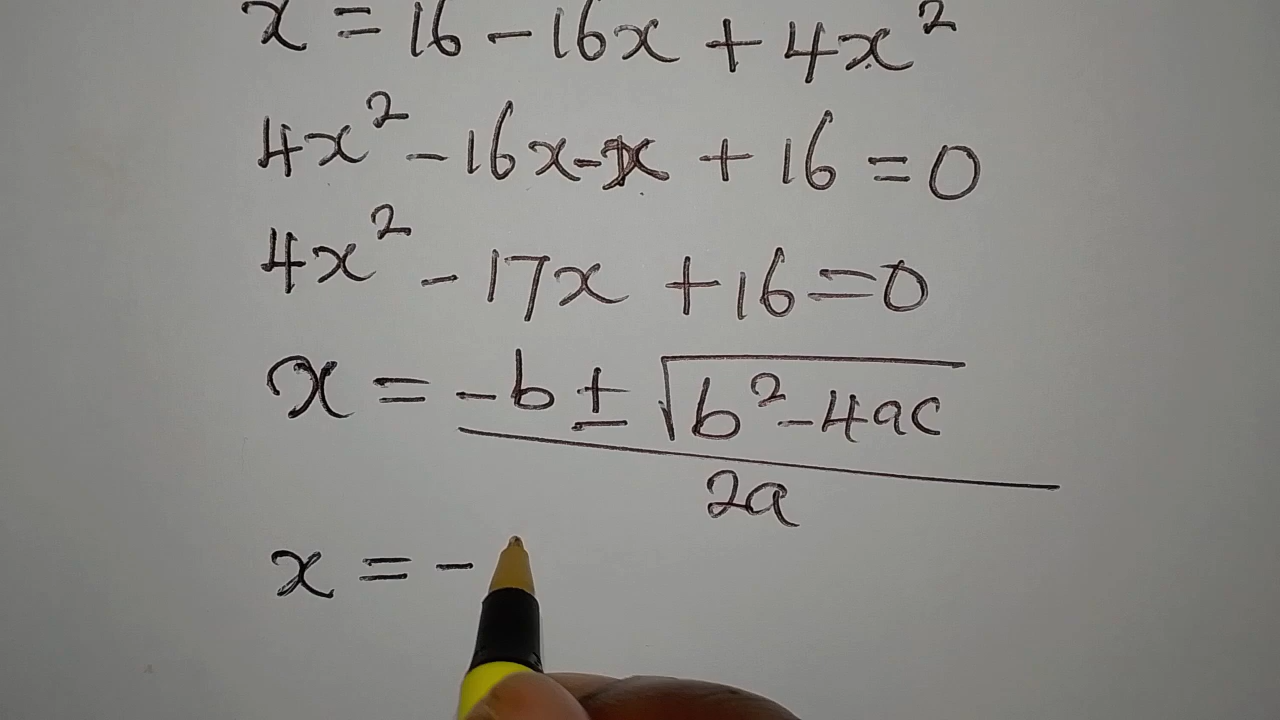 x = 16 - 16x + 4x²
4x² - 16x - x + 16 = 0
4x² - 17x + 16 = 0
x = -b ± √b² - 4ac
2a
x = -